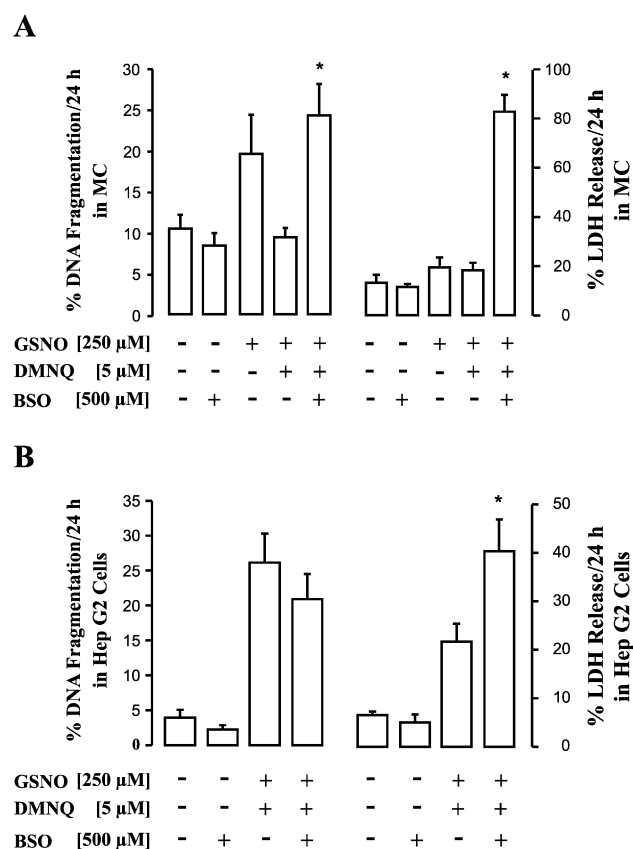 A
% DNA Fragmentation/24 h
in MC
30
25
20
15
10
5
0
*
*
100
80
60
40
20
0
% LDH Release/24 h
in MC
GSNO [250 µM] - - + + + - - + + +
DMNQ [5 µM] - - - + + - - - + +
BSO [500 µM] - + - - + - + - - +
B
% DNA Fragmentation/24 h
in Hep G2 Cells
35
30
25
20
15
10
5
0
*
50
40
30
20
10
0
% LDH Release/24 h
in Hep G2 Cells
GSNO [250 µM] - - + + - - + +
DMNQ [5 µM] - - + + - - + +
BSO [500 µM] - + - + - + - +